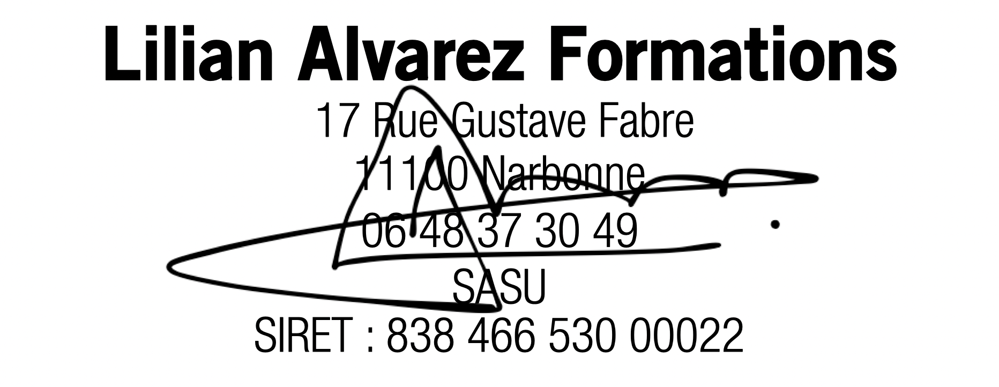 Lilian Alvarez Formations
17 Rue Gustave Fabre
11100 Narbonne
06 48 37 30 49
SASU
SIRET : 838 466 530 00022